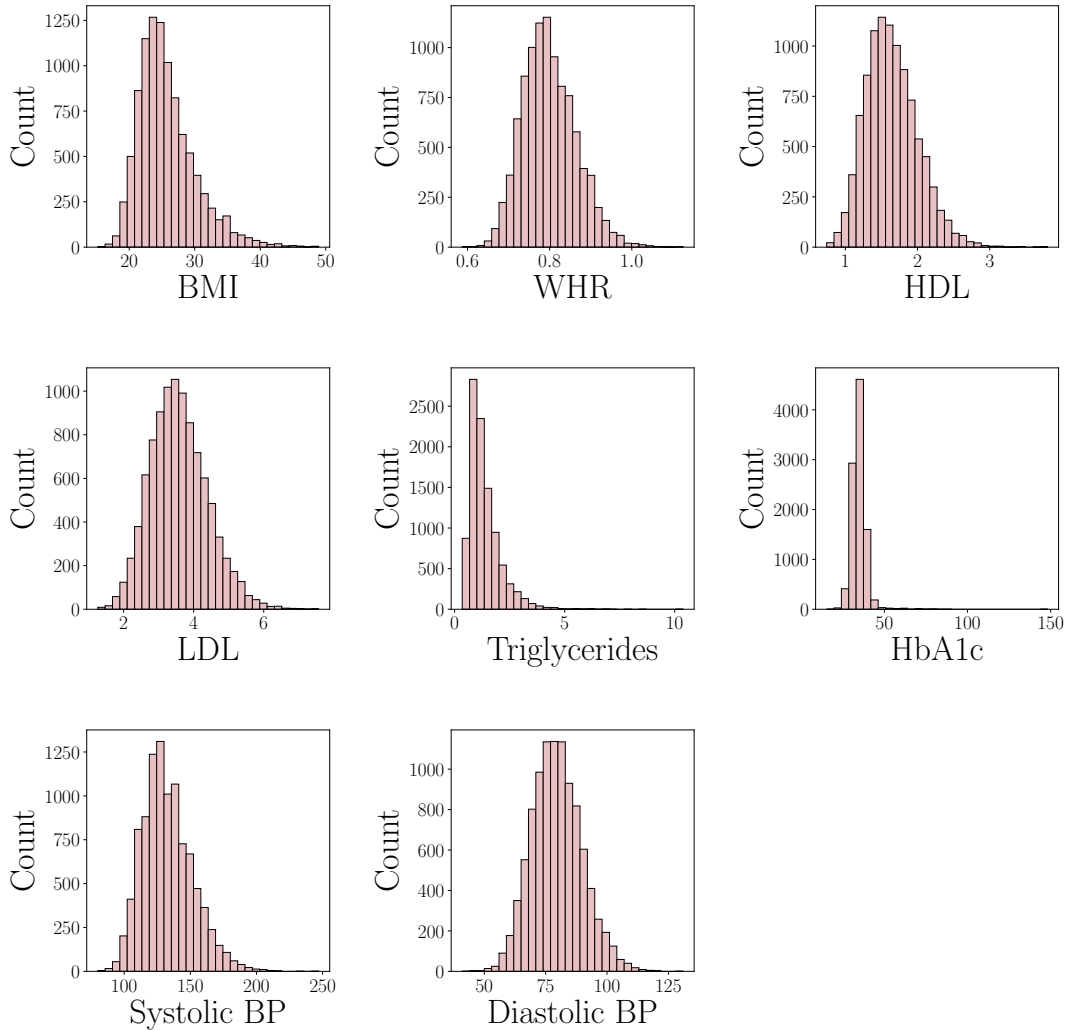 1250
1000
750
500
250
0
Count
20 30 40 50
BMI
1000
750
500
250
0
Count
0.6 0.8 1.0
WHR
1000
750
500
250
0
Count
1 2 3
HDL
1000
800
600
400
200
0
Count
2 4 6
LDL
2500
2000
1500
1000
500
0
Count
0 5 10
Triglycerides
4000
3000
2000
1000
0
Count
50 100 150
HbA1c
1250
1000
750
500
250
0
Count
100 150 200 250
Systolic BP
1000
800
600
400
200
0
Count
50 75 100 125
Diastolic BP